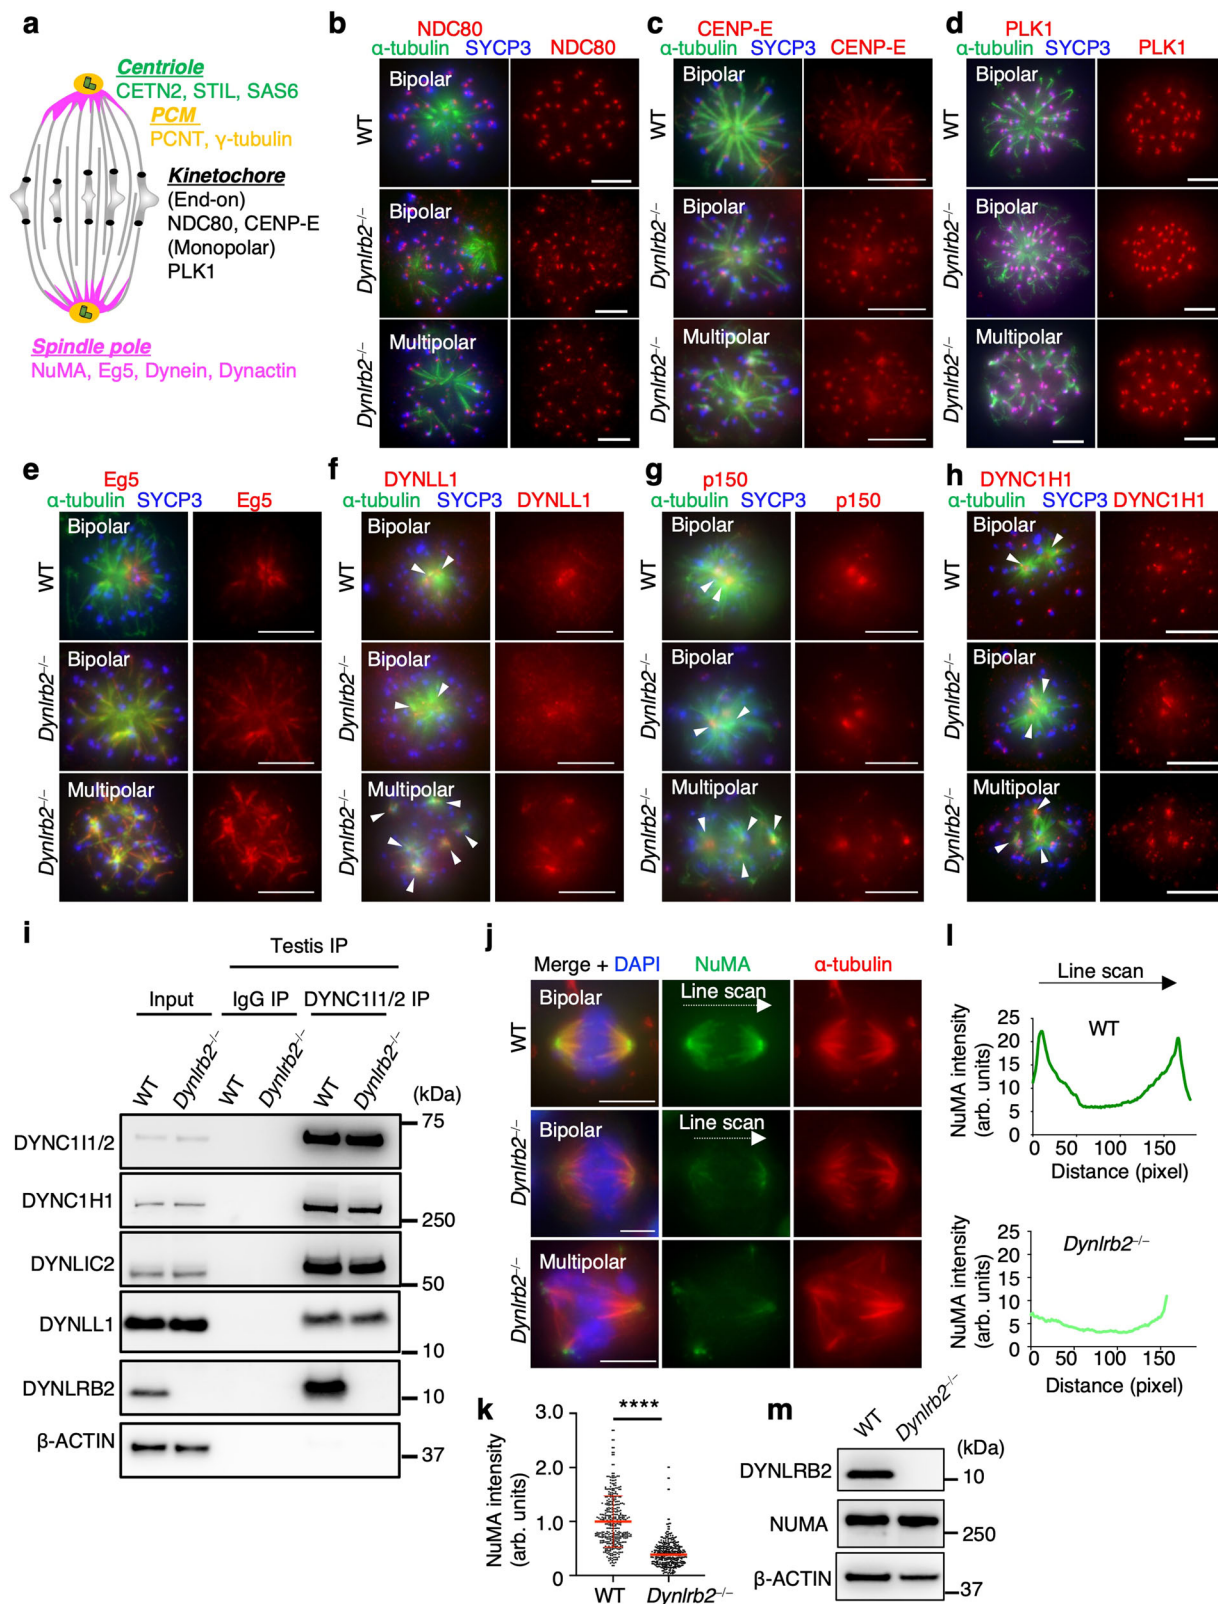 a
Centriole
CETN2, STIL, SAS6
PCM
PCNT, γ-tubulin
Kinetochore
(End-on)
NDC80, CENP-E
(Monopolar)
PLK1
Spindle pole
NuMA, Eg5, Dynein, Dynactin
b
NDC80
α-tubulin SYCP3 NDC80
WT
Bipolar
Dynlrb2–/–
Bipolar
Dynlrb2–/–
Multipolar
c
CENP-E
α-tubulin SYCP3 CENP-E
WT
Bipolar
Dynlrb2–/–
Bipolar
Dynlrb2–/–
Multipolar
d
PLK1
α-tubulin SYCP3 PLK1
WT
Bipolar
Dynlrb2–/–
Bipolar
Dynlrb2–/–
Multipolar
e
Eg5
α-tubulin SYCP3 Eg5
WT
Bipolar
Dynlrb2–/–
Bipolar
Dynlrb2–/–
Multipolar
f
DYNLL1
α-tubulin SYCP3 DYNLL1
WT
Bipolar
Dynlrb2–/–
Bipolar
Dynlrb2–/–
Multipolar
g
p150
α-tubulin SYCP3 p150
WT
Bipolar
Dynlrb2–/–
Bipolar
Dynlrb2–/–
Multipolar
h
DYNC1H1
α-tubulin SYCP3 DYNC1H1
WT
Bipolar
Dynlrb2–/–
Bipolar
Dynlrb2–/–
Multipolar
i
Testis IP
Input IgG IP DYNC1I1/2 IP
WT Dynlrb2–/– WT Dynlrb2–/– WT Dynlrb2–/–
(kDa)
DYNC1I1/2 75
DYNC1H1 250
DYNLIC2 50
DYNLL1 10
DYNLRB2 10
β-ACTIN 37
j
Merge + DAPI NuMA α-tubulin
WT
Bipolar Line scan
Dynlrb2–/–
Bipolar Line scan
Dynlrb2–/–
Multipolar
k
NuMA intensity
(arb. units)
3.0
2.0
1.0
0
****
WT Dynlrb2–/–
l
Line scan
WT
NuMA intensity
(arb. units)
25
20
15
10
5
0
0 50 100 150
Distance (pixel)
Dynlrb2–/–
NuMA intensity
(arb. units)
25
20
15
10
5
0
0 50 100 150
Distance (pixel)
m
WT Dynlrb2–/–
(kDa)
DYNLRB2 10
NUMA 250
β-ACTIN 37